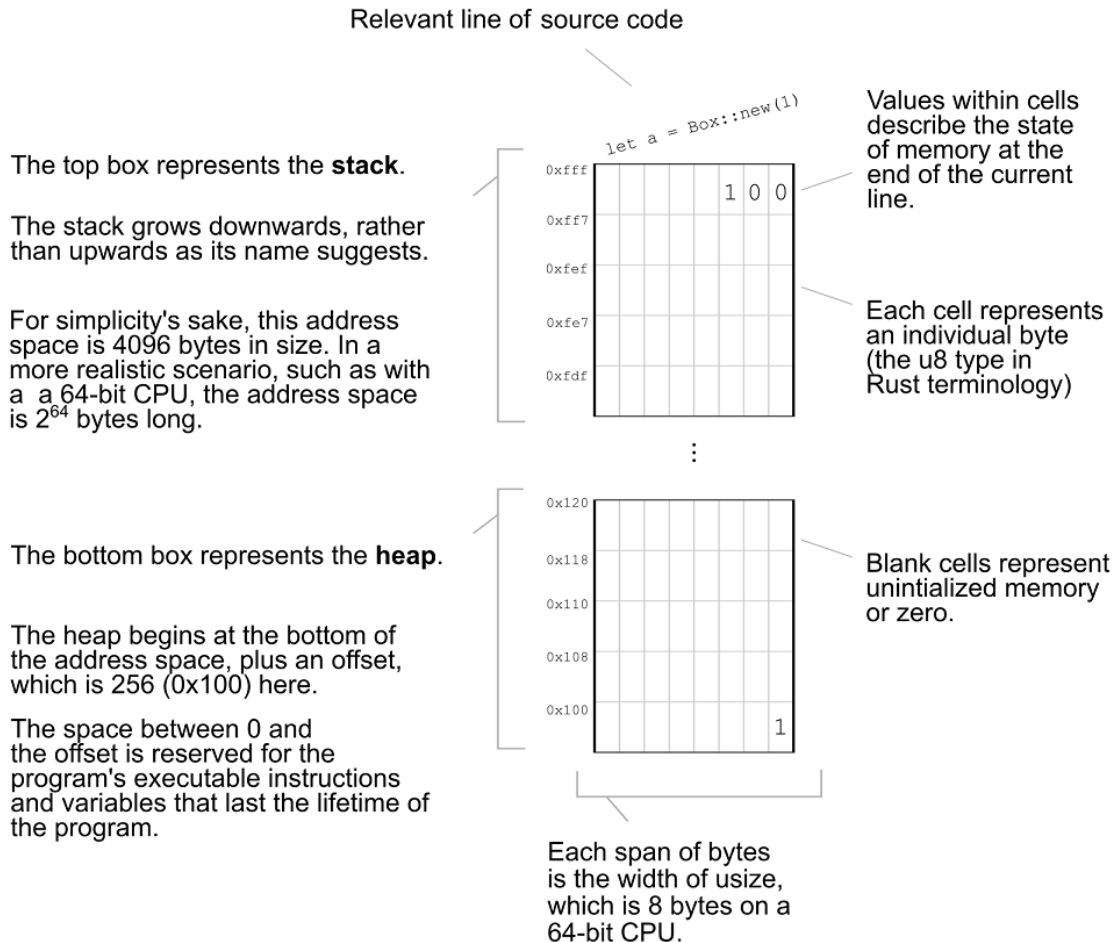 Relevant line of source code
let a = Box::new(1)
The top box represents the stack.
The stack grows downwards, rather
than upwards as its name suggests.
For simplicity's sake, this address
space is 4096 bytes in size. In a
more realistic scenario, such as with
a a 64-bit CPU, the address space
is 2⁶⁴ bytes long.
0xfff
1 0 0
0xff7
0xfef
0xfe7
0xfdf
Values within cells
describe the state
of memory at the
end of the current
line.
Each cell represents
an individual byte
(the u8 type in
Rust terminology)
⋮
The bottom box represents the heap.
The heap begins at the bottom of
the address space, plus an offset,
which is 256 (0x100) here.
The space between 0 and
the offset is reserved for the
program's executable instructions
and variables that last the lifetime of
the program.
0x120
0x118
0x110
0x108
0x100
1
Blank cells represent
unintialized memory
or zero.
Each span of bytes
is the width of usize,
which is 8 bytes on a
64-bit CPU.